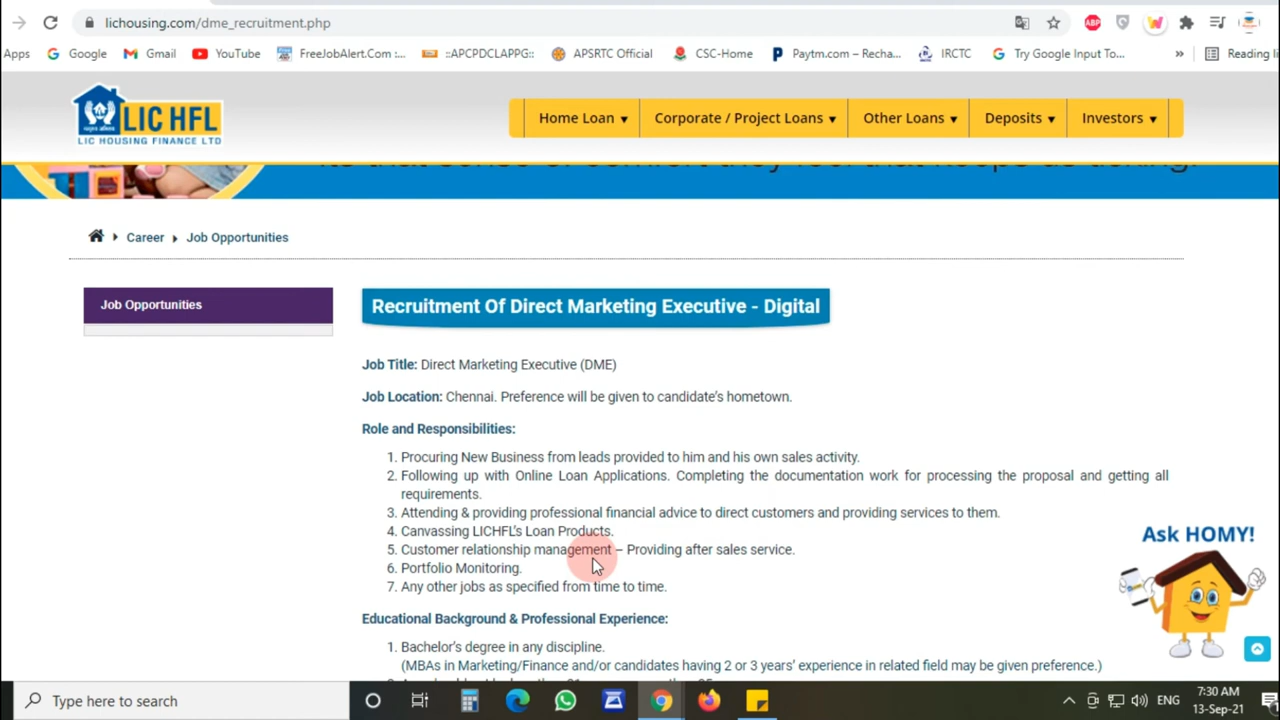 lichousing.com/dme_recruitment.php
ABP
Apps Google Gmail YouTube FreeJobAlert.Com :... ::APCPDCLAPPG:: APSRTC Official CSC-Home Paytm.com – Recha... IRCTC Try Google Input To... » Reading li
LIC HFL
LIC HOUSING FINANCE LTD
Home Loan ▾ Corporate / Project Loans ▾ Other Loans ▾ Deposits ▾ Investors ▾
Career Job Opportunities
Job Opportunities
Recruitment Of Direct Marketing Executive - Digital
Job Title: Direct Marketing Executive (DME)
Job Location: Chennai. Preference will be given to candidate's hometown.
Role and Responsibilities:
1. Procuring New Business from leads provided to him and his own sales activity.
2. Following up with Online Loan Applications. Completing the documentation work for processing the proposal and getting all
requirements.
3. Attending & providing professional financial advice to direct customers and providing services to them.
4. Canvassing LICHFL's Loan Products.
5. Customer relationship management – Providing after sales service.
6. Portfolio Monitoring.
7. Any other jobs as specified from time to time.
Ask HOMY!
Educational Background & Professional Experience:
1. Bachelor's degree in any discipline.
(MBAs in Marketing/Finance and/or candidates having 2 or 3 years' experience in related field may be given preference.)
Type here to search
ENG
7:30 AM
13-Sep-21